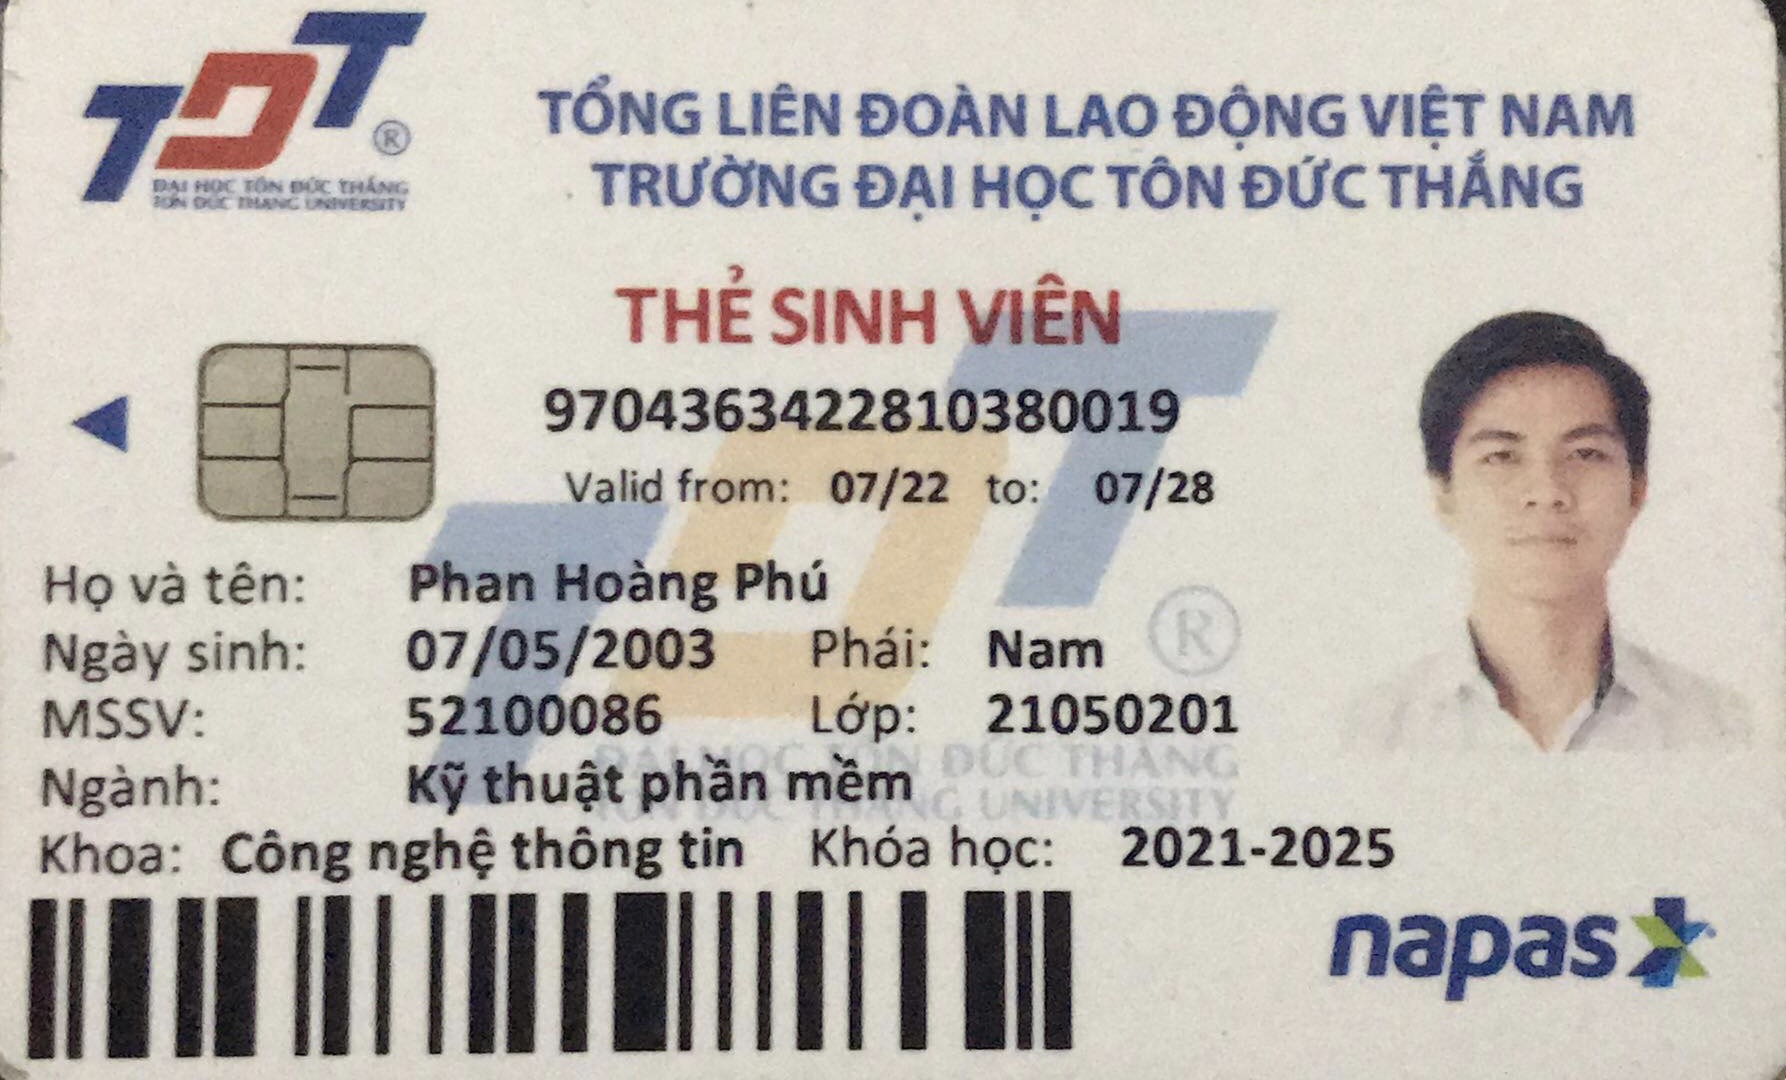 TDT ®
ĐẠI HỌC TÔN ĐỨC THẮNG
TON DUC THANG UNIVERSITY
TỔNG LIÊN ĐOÀN LAO ĐỘNG VIỆT NAM
TRƯỜNG ĐẠI HỌC TÔN ĐỨC THẮNG
THẺ SINH VIÊN
9704363422810380019
Valid from: 07/22 to: 07/28
Họ và tên: Phan Hoàng Phú
Ngày sinh: 07/05/2003 Phái: Nam ®
MSSV: 52100086 Lớp: 21050201
ĐẠI HỌC TÔN ĐỨC THẮNG
Ngành: Kỹ thuật phần mềm
TON DUC THANG UNIVERSITY
Khoa: Công nghệ thông tin Khóa học: 2021-2025
napas